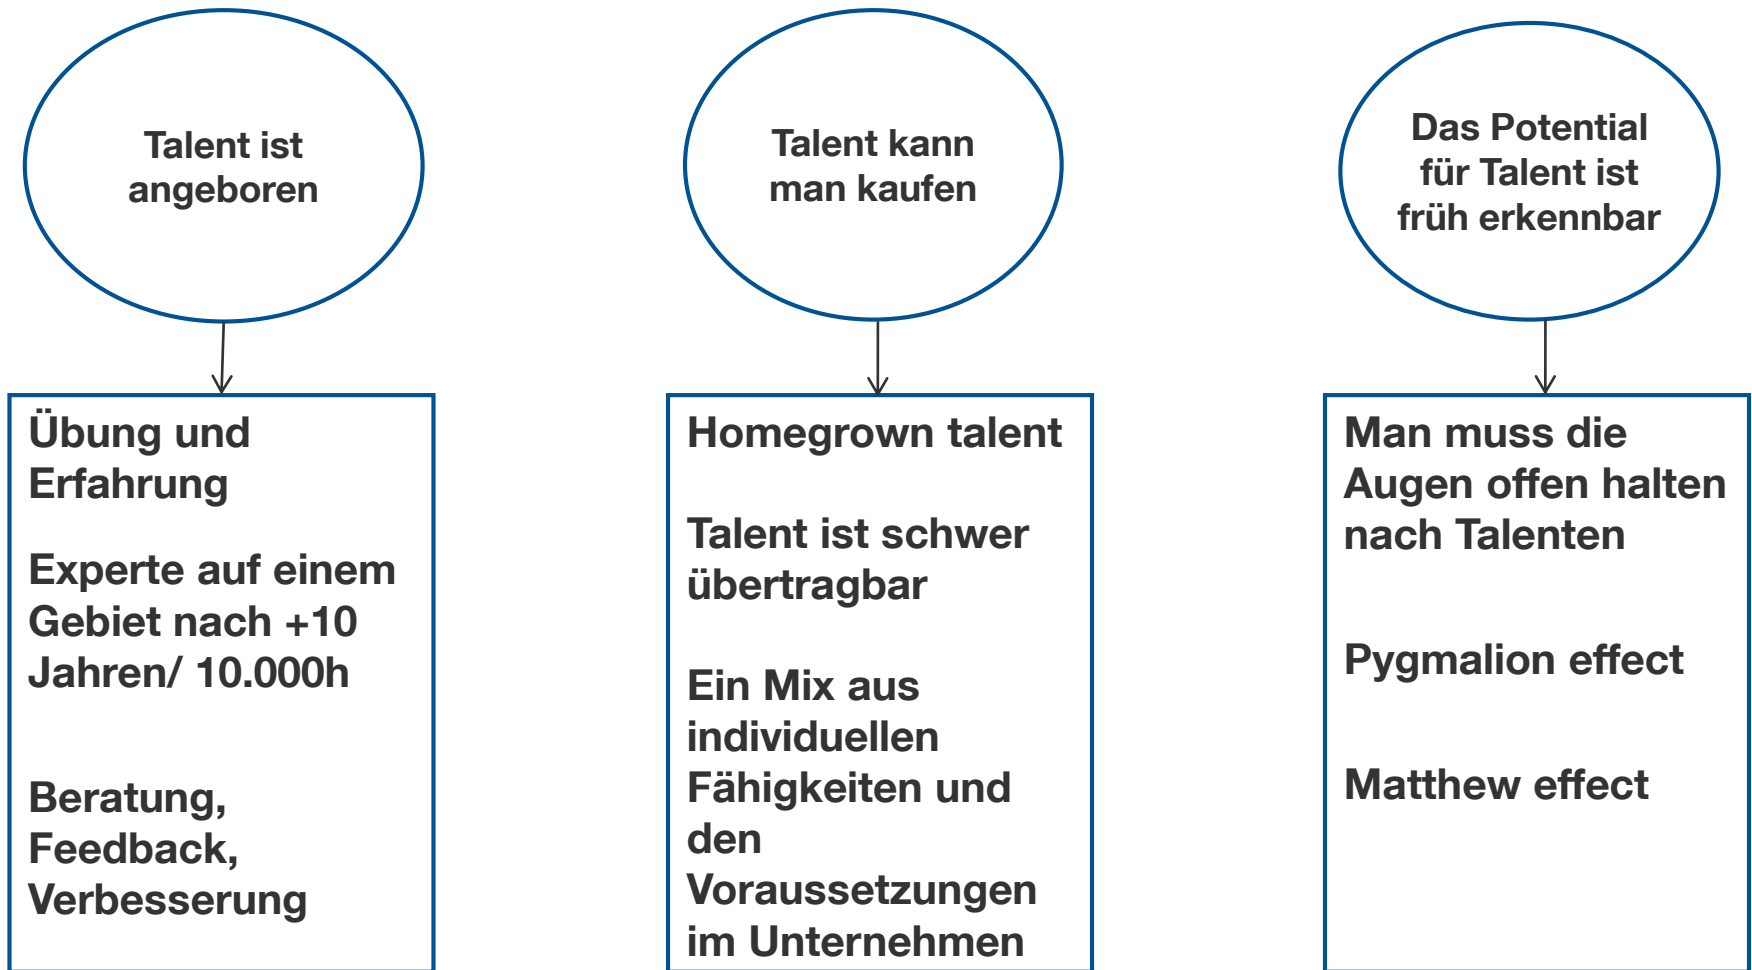 Talent ist
angeboren
Talent kann
man kaufen
Das Potential
für Talent ist
früh erkennbar
Übung und
Erfahrung
Experte auf einem
Gebiet nach +10
Jahren/ 10.000h
Beratung,
Feedback,
Verbesserung
Homegrown talent
Talent ist schwer
übertragbar
Ein Mix aus
individuellen
Fähigkeiten und
den
Voraussetzungen
im Unternehmen
Man muss die
Augen offen halten
nach Talenten
Pygmalion effect
Matthew effect